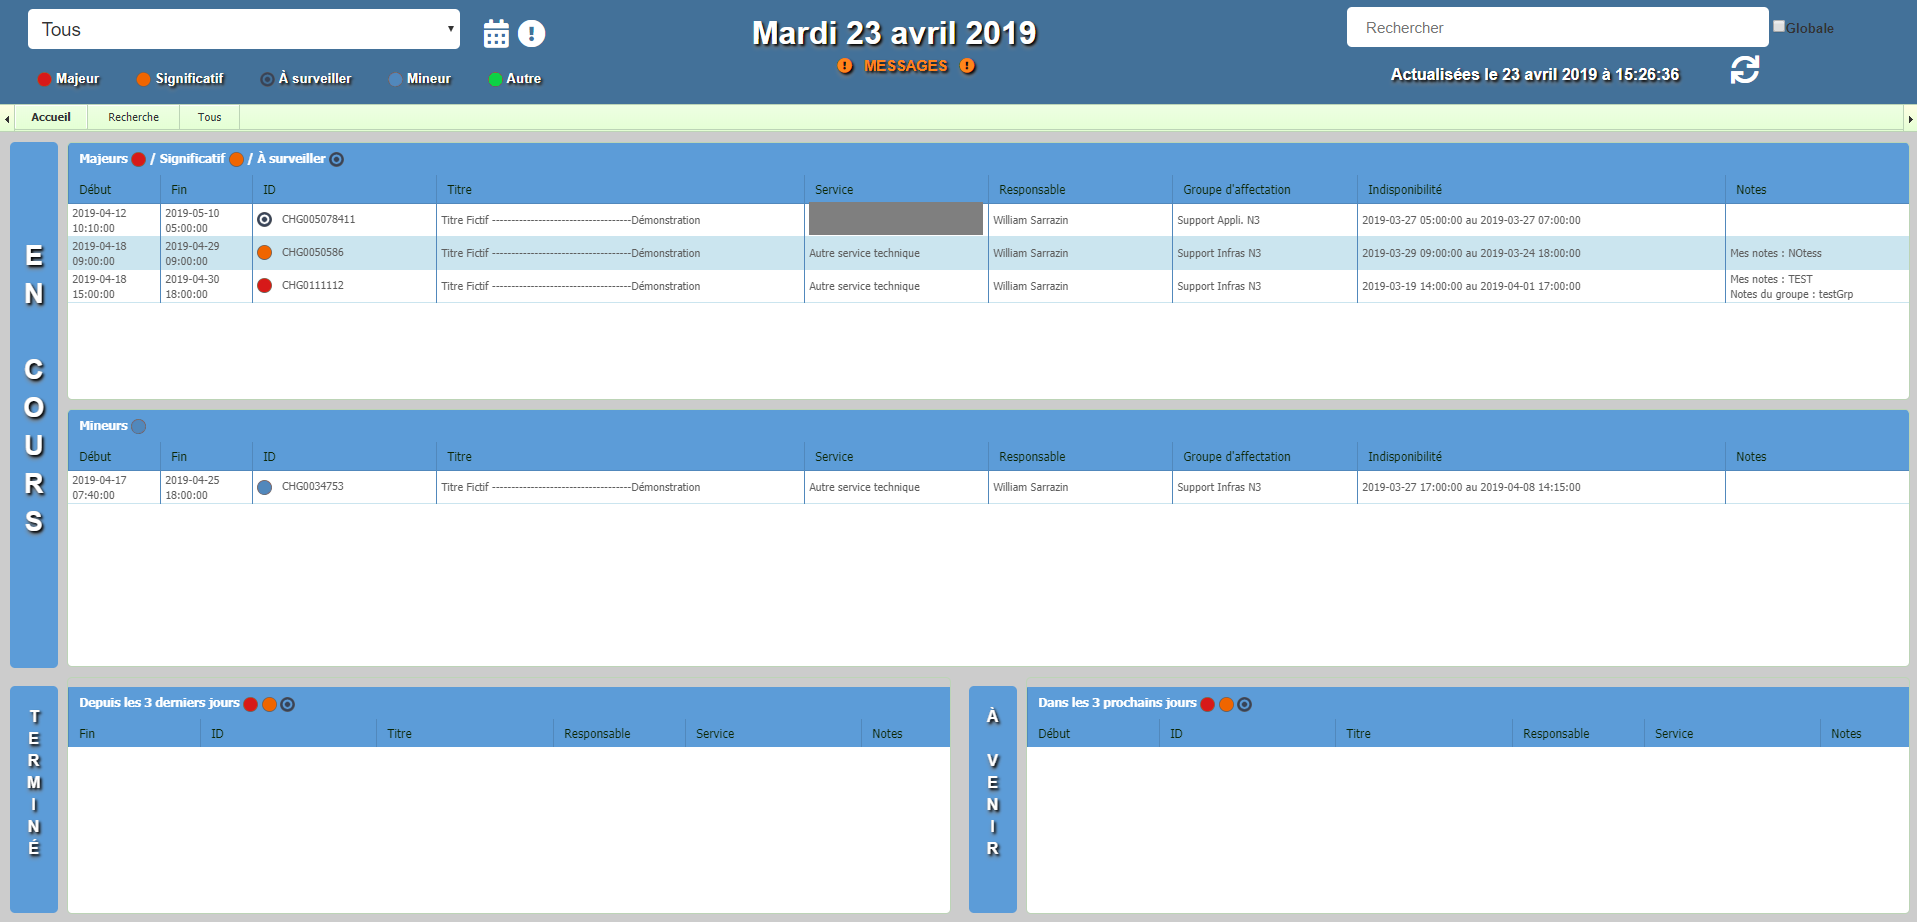 Tous
Mardi 23 avril 2019
Rechercher
Globale
MESSAGES
Majeur Significatif À surveiller Mineur Autre
Actualisées le 23 avril 2019 à 15:26:36
Accueil Recherche Tous
EN COURS
Majeurs / Significatif / À surveiller
Début Fin ID Titre Service Responsable Groupe d'affectation Indisponibilité Notes
2019-04-12 10:10:00 2019-05-10 05:00:00 CHG005078411 Titre Fictif ------------------------------------Démonstration William Sarrazin Support Appli. N3 2019-03-27 05:00:00 au 2019-03-27 07:00:00
2019-04-18 09:00:00 2019-04-29 09:00:00 CHG0050586 Titre Fictif ------------------------------------Démonstration Autre service technique William Sarrazin Support Infras N3 2019-03-29 09:00:00 au 2019-03-24 18:00:00 Mes notes : NOtess
2019-04-18 15:00:00 2019-04-30 18:00:00 CHG0111112 Titre Fictif ------------------------------------Démonstration Autre service technique William Sarrazin Support Infras N3 2019-03-19 14:00:00 au 2019-04-01 17:00:00 Mes notes : TEST
Notes du groupe : testGrp
Mineurs
Début Fin ID Titre Service Responsable Groupe d'affectation Indisponibilité Notes
2019-04-17 07:40:00 2019-04-25 18:00:00 CHG0034753 Titre Fictif ------------------------------------Démonstration Autre service technique William Sarrazin Support Infras N3 2019-03-27 17:00:00 au 2019-04-08 14:15:00
TERMINÉ
Depuis les 3 derniers jours
Fin ID Titre Responsable Service Notes
À VENIR
Dans les 3 prochains jours
Début ID Titre Responsable Service Notes